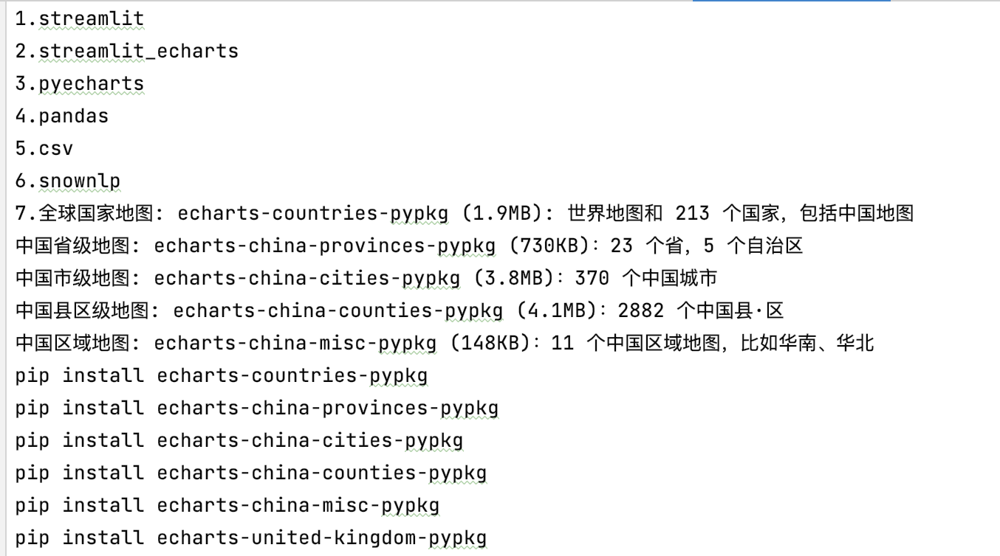 1.streamlit
2.streamlit_echarts
3.pyecharts
4.pandas
5.csv
6.snownlp
7.全球国家地图: echarts-countries-pypkg (1.9MB): 世界地图和 213 个国家，包括中国地图
中国省级地图: echarts-china-provinces-pypkg (730KB)：23 个省，5 个自治区
中国市级地图: echarts-china-cities-pypkg (3.8MB)：370 个中国城市
中国县区级地图: echarts-china-counties-pypkg (4.1MB)：2882 个中国县·区
中国区域地图: echarts-china-misc-pypkg (148KB)：11 个中国区域地图，比如华南、华北
pip install echarts-countries-pypkg
pip install echarts-china-provinces-pypkg
pip install echarts-china-cities-pypkg
pip install echarts-china-counties-pypkg
pip install echarts-china-misc-pypkg
pip install echarts-united-kingdom-pypkg